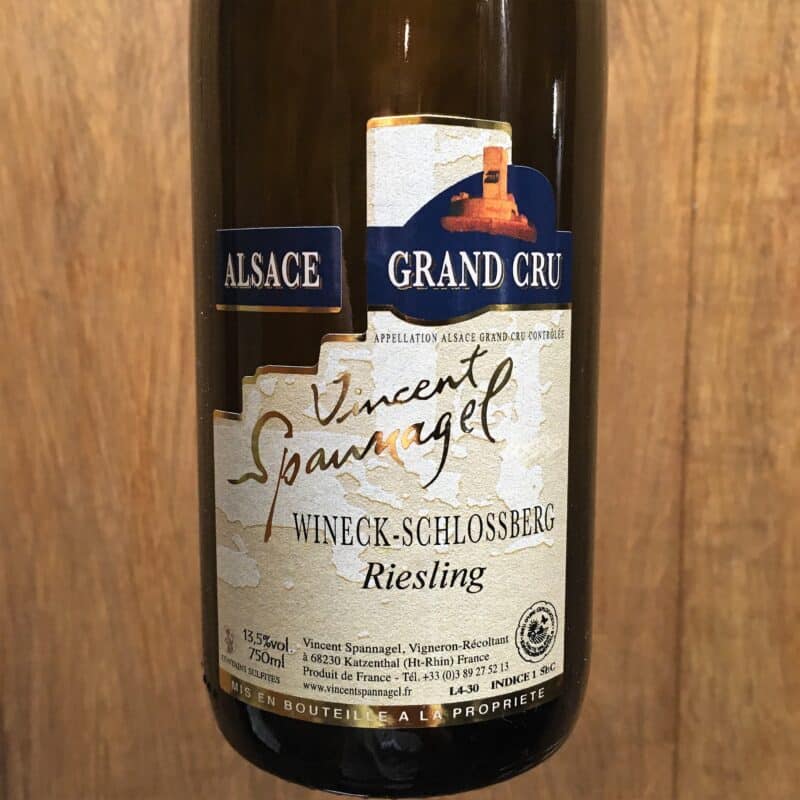 ALSACE
GRAND CRU
APPELLATION ALSACE GRAND CRU CONTRÔLÉE
Vincent
Spannagel
WINECK-SCHLOSSBERG
Riesling
13,5%vol.
750ml
CONTAINS SULFITES
Vincent Spannagel, Vigneron-Récoltant
à 68230 Katzenthal (Ht-Rhin) France
Produit de France - Tél. +33 (0)3 89 27 52 13
www.vincentspannagel.fr L4-30 INDICE 1 SEC
MIS EN BOUTEILLE A LA PROPRIETE